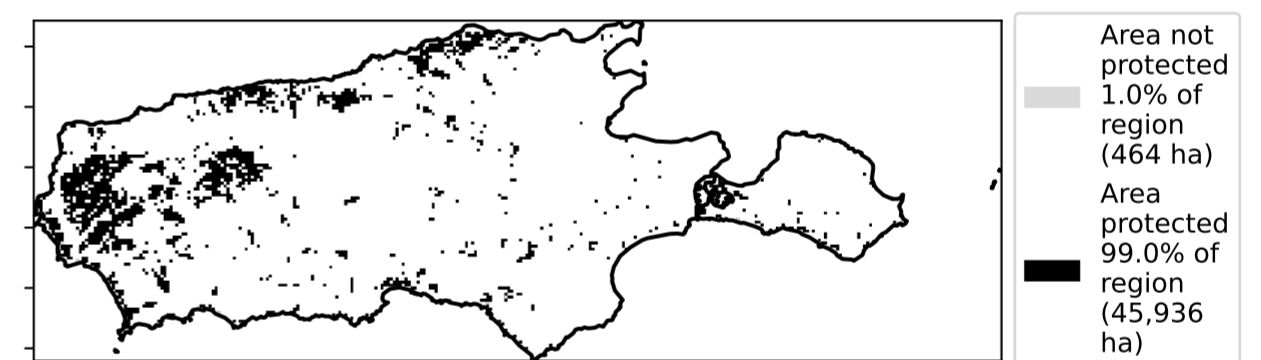 Area not
protected
1.0% of
region
(464 ha)
Area
protected
99.0% of
region
(45,936
ha)